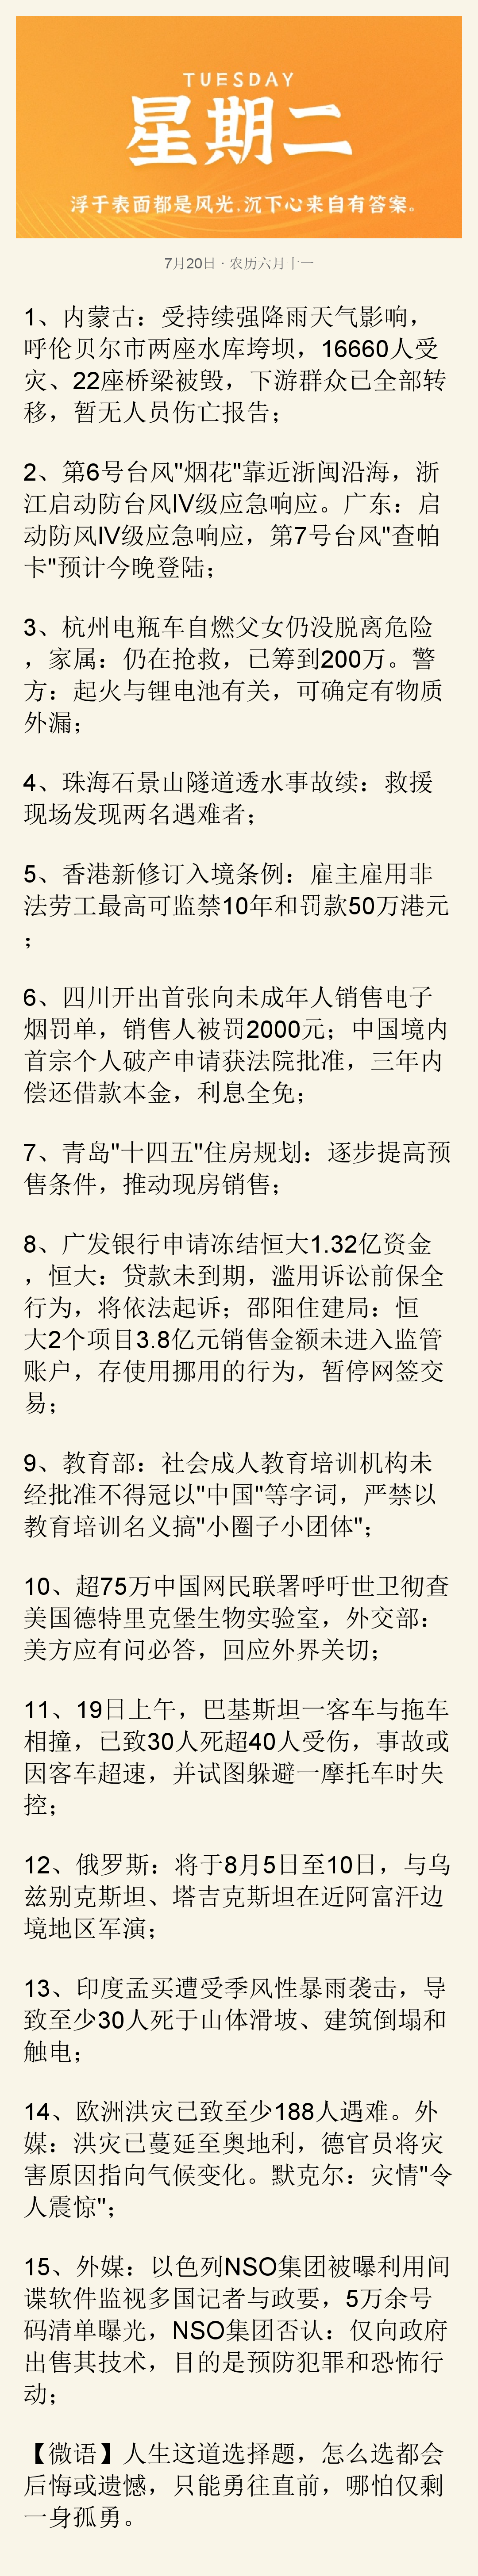 TUESDAY
星期二
浮于表面都是风光.沉下心来自有答案。
7月20日 · 农历六月十一
1、内蒙古：受持续强降雨天气影响，
呼伦贝尔市两座水库垮坝，16660人受
灾、22座桥梁被毁，下游群众已全部转
移，暂无人员伤亡报告；
2、第6号台风"烟花"靠近浙闽沿海，浙
江启动防台风IV级应急响应。广东：启
动防风IV级应急响应，第7号台风"查帕
卡"预计今晚登陆；
3、杭州电瓶车自燃父女仍没脱离危险
，家属：仍在抢救，已筹到200万。警
方：起火与锂电池有关，可确定有物质
外漏；
4、珠海石景山隧道透水事故续：救援
现场发现两名遇难者；
5、香港新修订入境条例：雇主雇用非
法劳工最高可监禁10年和罚款50万港元
；
6、四川开出首张向未成年人销售电子
烟罚单，销售人被罚2000元；中国境内
首宗个人破产申请获法院批准，三年内
偿还借款本金，利息全免；
7、青岛"十四五"住房规划：逐步提高预
售条件，推动现房销售；
8、广发银行申请冻结恒大1.32亿资金
，恒大：贷款未到期，滥用诉讼前保全
行为，将依法起诉；邵阳住建局：恒
大2个项目3.8亿元销售金额未进入监管
账户，存使用挪用的行为，暂停网签交
易；
9、教育部：社会成人教育培训机构未
经批准不得冠以"中国"等字词，严禁以
教育培训名义搞"小圈子小团体"；
10、超75万中国网民联署呼吁世卫彻查
美国德特里克堡生物实验室，外交部：
美方应有问必答，回应外界关切；
11、19日上午，巴基斯坦一客车与拖车
相撞，已致30人死超40人受伤，事故或
因客车超速，并试图躲避一摩托车时失
控；
12、俄罗斯：将于8月5日至10日，与乌
兹别克斯坦、塔吉克斯坦在近阿富汗边
境地区军演；
13、印度孟买遭受季风性暴雨袭击，导
致至少30人死于山体滑坡、建筑倒塌和
触电；
14、欧洲洪灾已致至少188人遇难。外
媒：洪灾已蔓延至奥地利，德官员将灾
害原因指向气候变化。默克尔：灾情"令
人震惊"；
15、外媒：以色列NSO集团被曝利用间
谍软件监视多国记者与政要，5万余号
码清单曝光，NSO集团否认：仅向政府
出售其技术，目的是预防犯罪和恐怖行
动；
【微语】人生这道选择题，怎么选都会
后悔或遗憾，只能勇往直前，哪怕仅剩
一身孤勇。